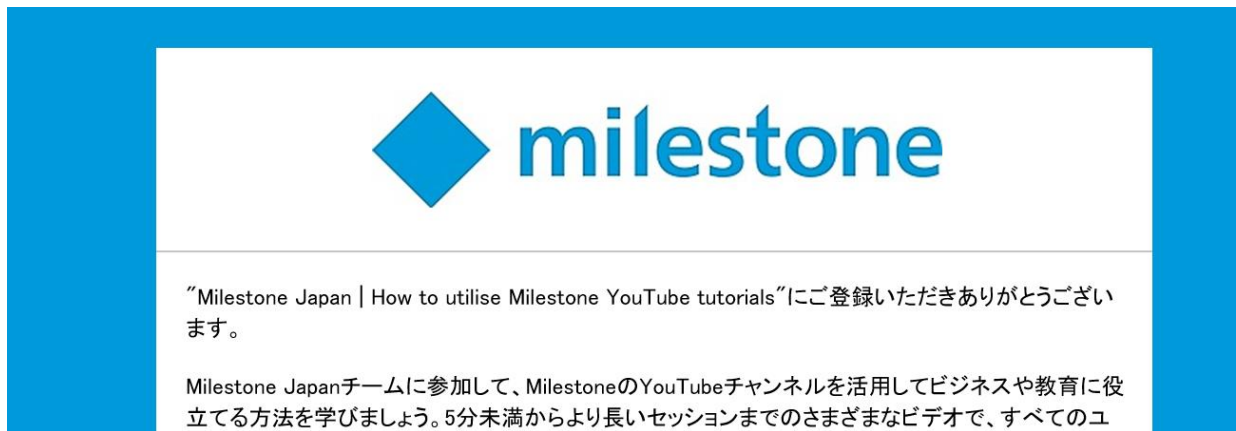 milestone
"Milestone Japan | How to utilise Milestone YouTube tutorials"にご登録いただきありがとうござい
ます。
Milestone Japanチームに参加して、MilestoneのYouTubeチャンネルを活用してビジネスや教育に役
立てる方法を学びましょう。5分未満からより長いセッションまでのさまざまなビデオで、すべてのユ